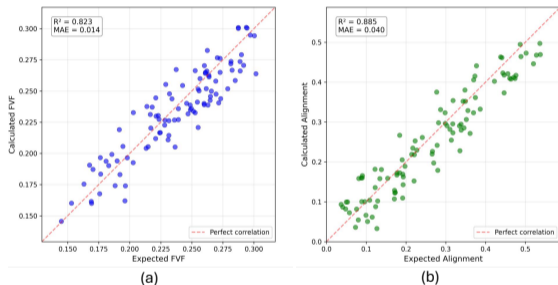 R² = 0.823
MAE = 0.014
Calculated FVF
0.300
0.275
0.250
0.225
0.200
0.175
0.150
0.150 0.175 0.200 0.225 0.250 0.275 0.300
Expected FVF
Perfect correlation
(a)
R² = 0.885
MAE = 0.040
Calculated Alignment
0.5
0.4
0.3
0.2
0.1
0.0
0.0 0.1 0.2 0.3 0.4 0.5
Expected Alignment
Perfect correlation
(b)